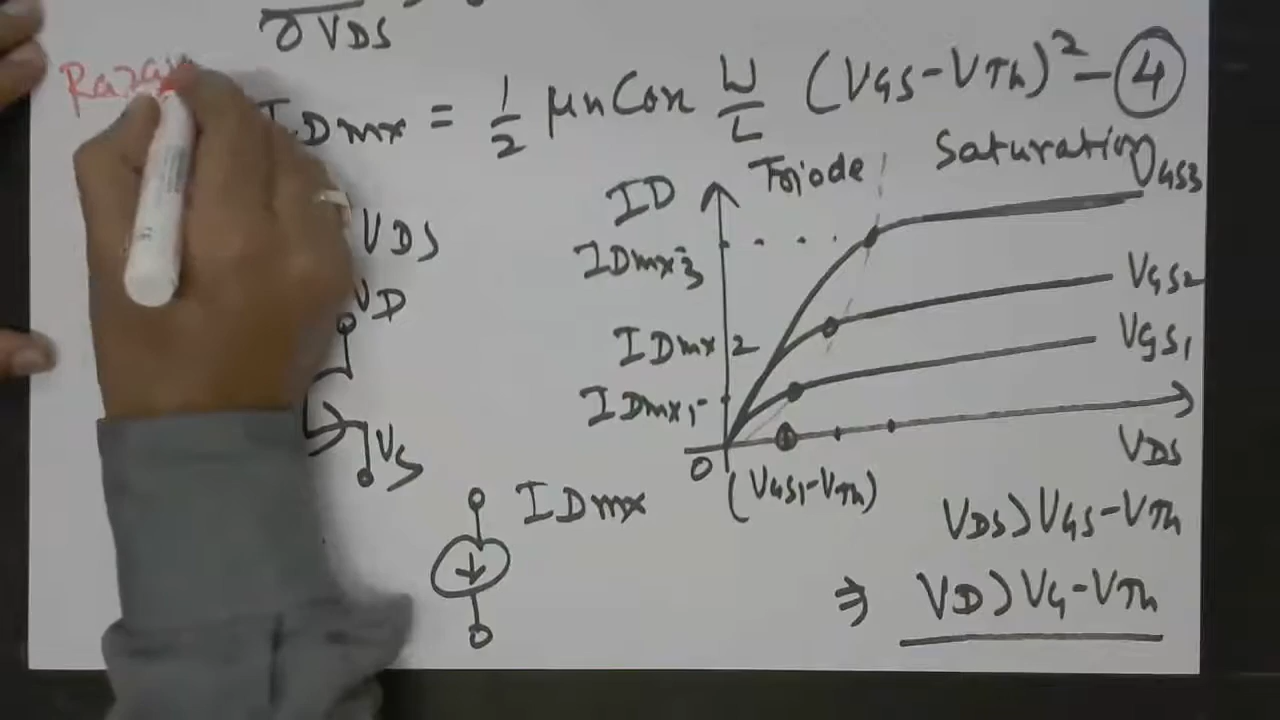 ∂VDS
IDmx = 1/2 μnCox W/L (VGS-VTh)² - 4
Triode Saturation
ID
VGS3
VDS
IDmx3
VGS2
VD
IDmx2
VGS1
IDmx1
VS
0
VDS
(VGS1-VTh)
IDmx
VDS>VGS-VTh
⇒ VD>VG-VTh